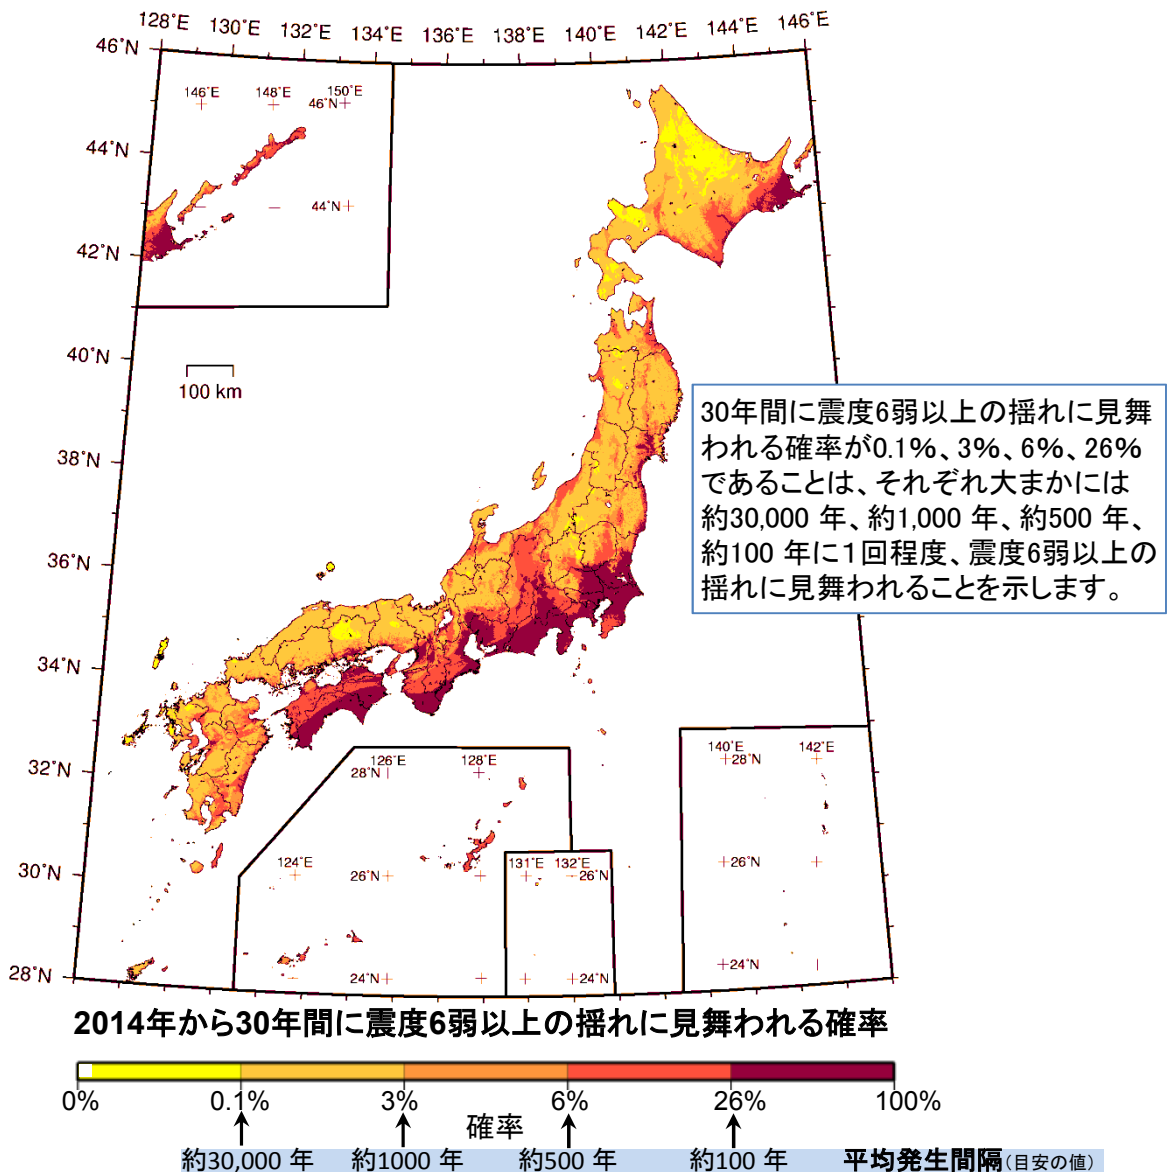 128°E 130°E 132°E 134°E 136°E 138°E 140°E 142°E 144°E 146°E
46°N
146°E 148°E 150°E
46°N
44°N
44°N
42°N
40°N
100 km
38°N
36°N
34°N
32°N
30°N
28°N
30年間に震度6弱以上の揺れに見舞
われる確率が0.1%、3%、6%、26%
であることは、それぞれ大まかには
約30,000 年、約1,000 年、約500 年、
約100 年に1回程度、震度6弱以上の
揺れに見舞われることを示します。
126°E 128°E
28°N
124°E
26°N
24°N
131°E 132°E
26°N
24°N
140°E 142°E
28°N
26°N
24°N
2014年から30年間に震度6弱以上の揺れに見舞われる確率
0% 0.1% 3% 6% 26% 100%
確率
約30,000 年 約1000 年 約500 年 約100 年 平均発生間隔(目安の値)